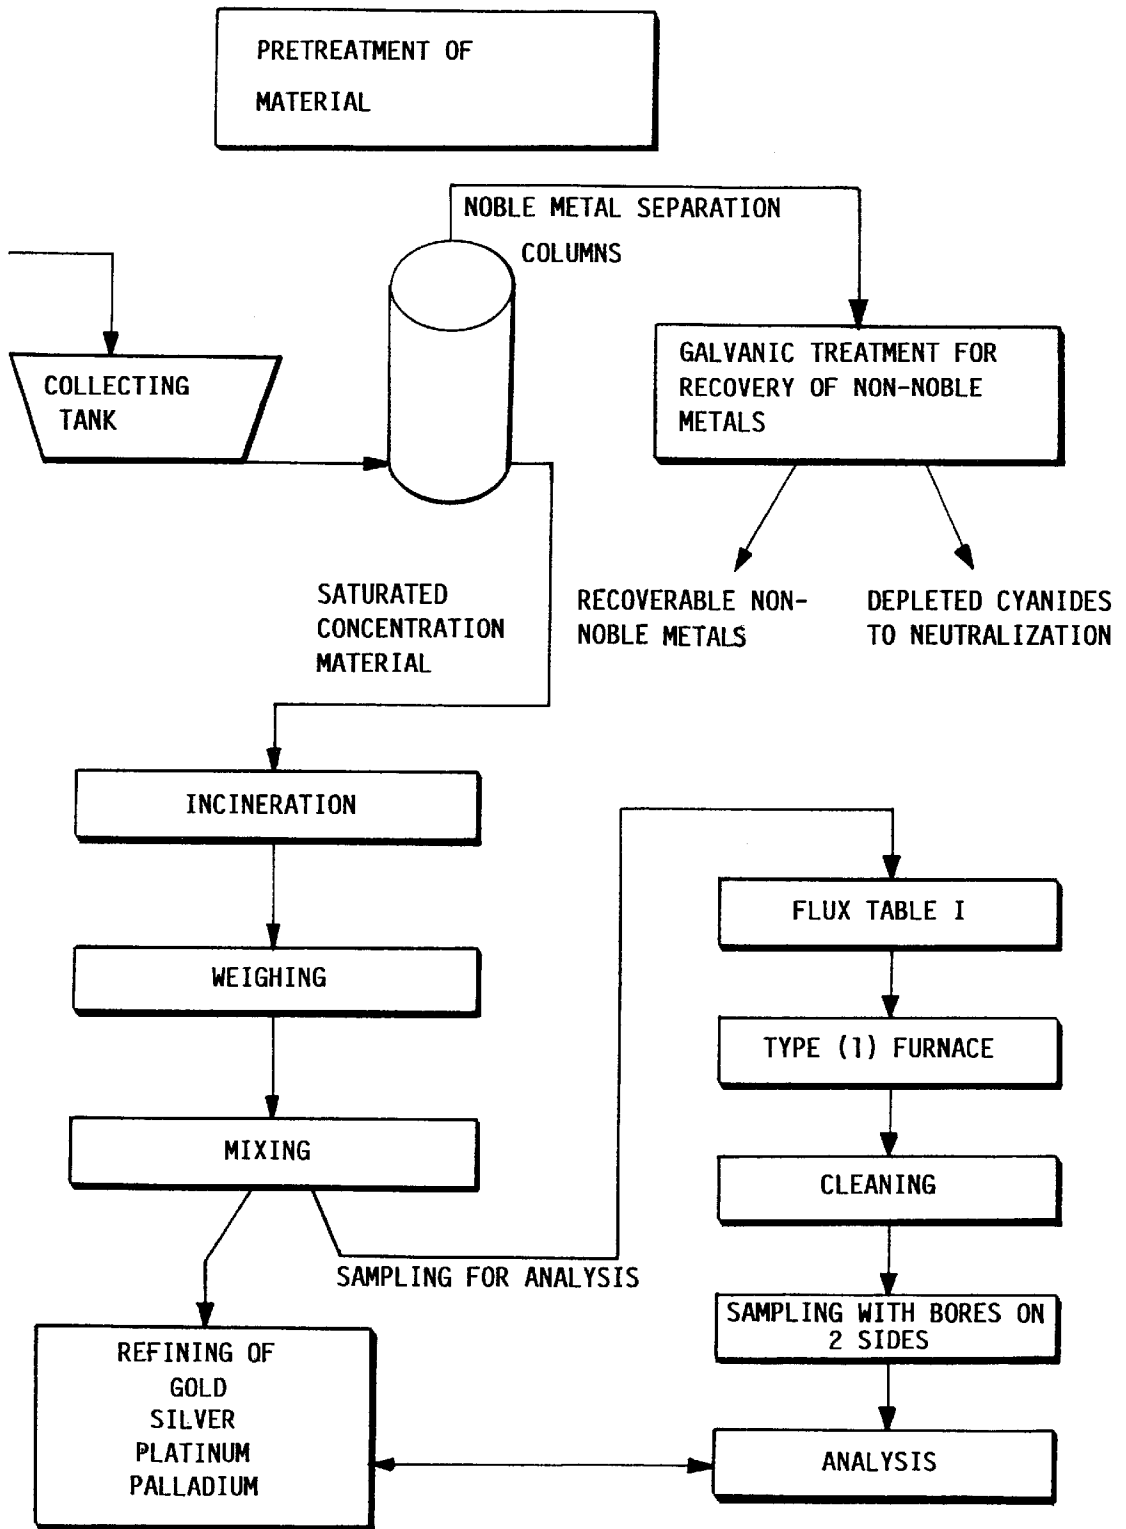 PRETREATMENT OF
MATERIAL
NOBLE METAL SEPARATION
COLUMNS
COLLECTING
TANK
GALVANIC TREATMENT FOR
RECOVERY OF NON-NOBLE
METALS
SATURATED
CONCENTRATION
MATERIAL
RECOVERABLE NON-
NOBLE METALS
DEPLETED CYANIDES
TO NEUTRALIZATION
INCINERATION
WEIGHING
MIXING
SAMPLING FOR ANALYSIS
REFINING OF
GOLD
SILVER
PLATINUM
PALLADIUM
FLUX TABLE I
TYPE (1) FURNACE
CLEANING
SAMPLING WITH BORES ON
2 SIDES
ANALYSIS